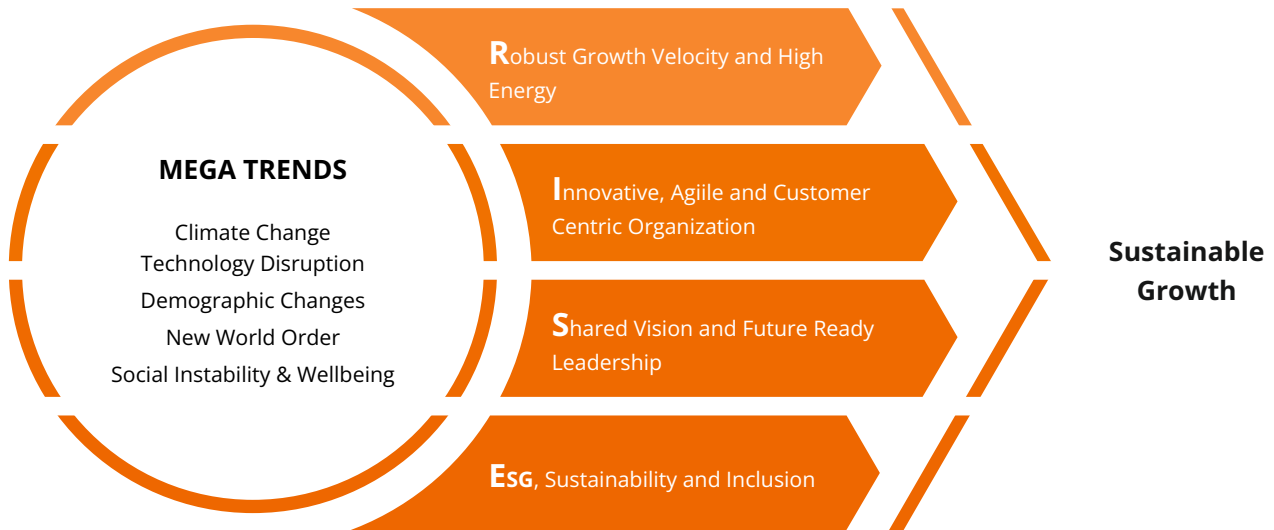 MEGA TRENDS
Climate Change
Technology Disruption
Demographic Changes
New World Order
Social Instability & Wellbeing
Robust Growth Velocity and High
Energy
Innovative, Agiile and Customer
Centric Organization
Shared Vision and Future Ready
Leadership
ESG, Sustainability and Inclusion
Sustainable
Growth